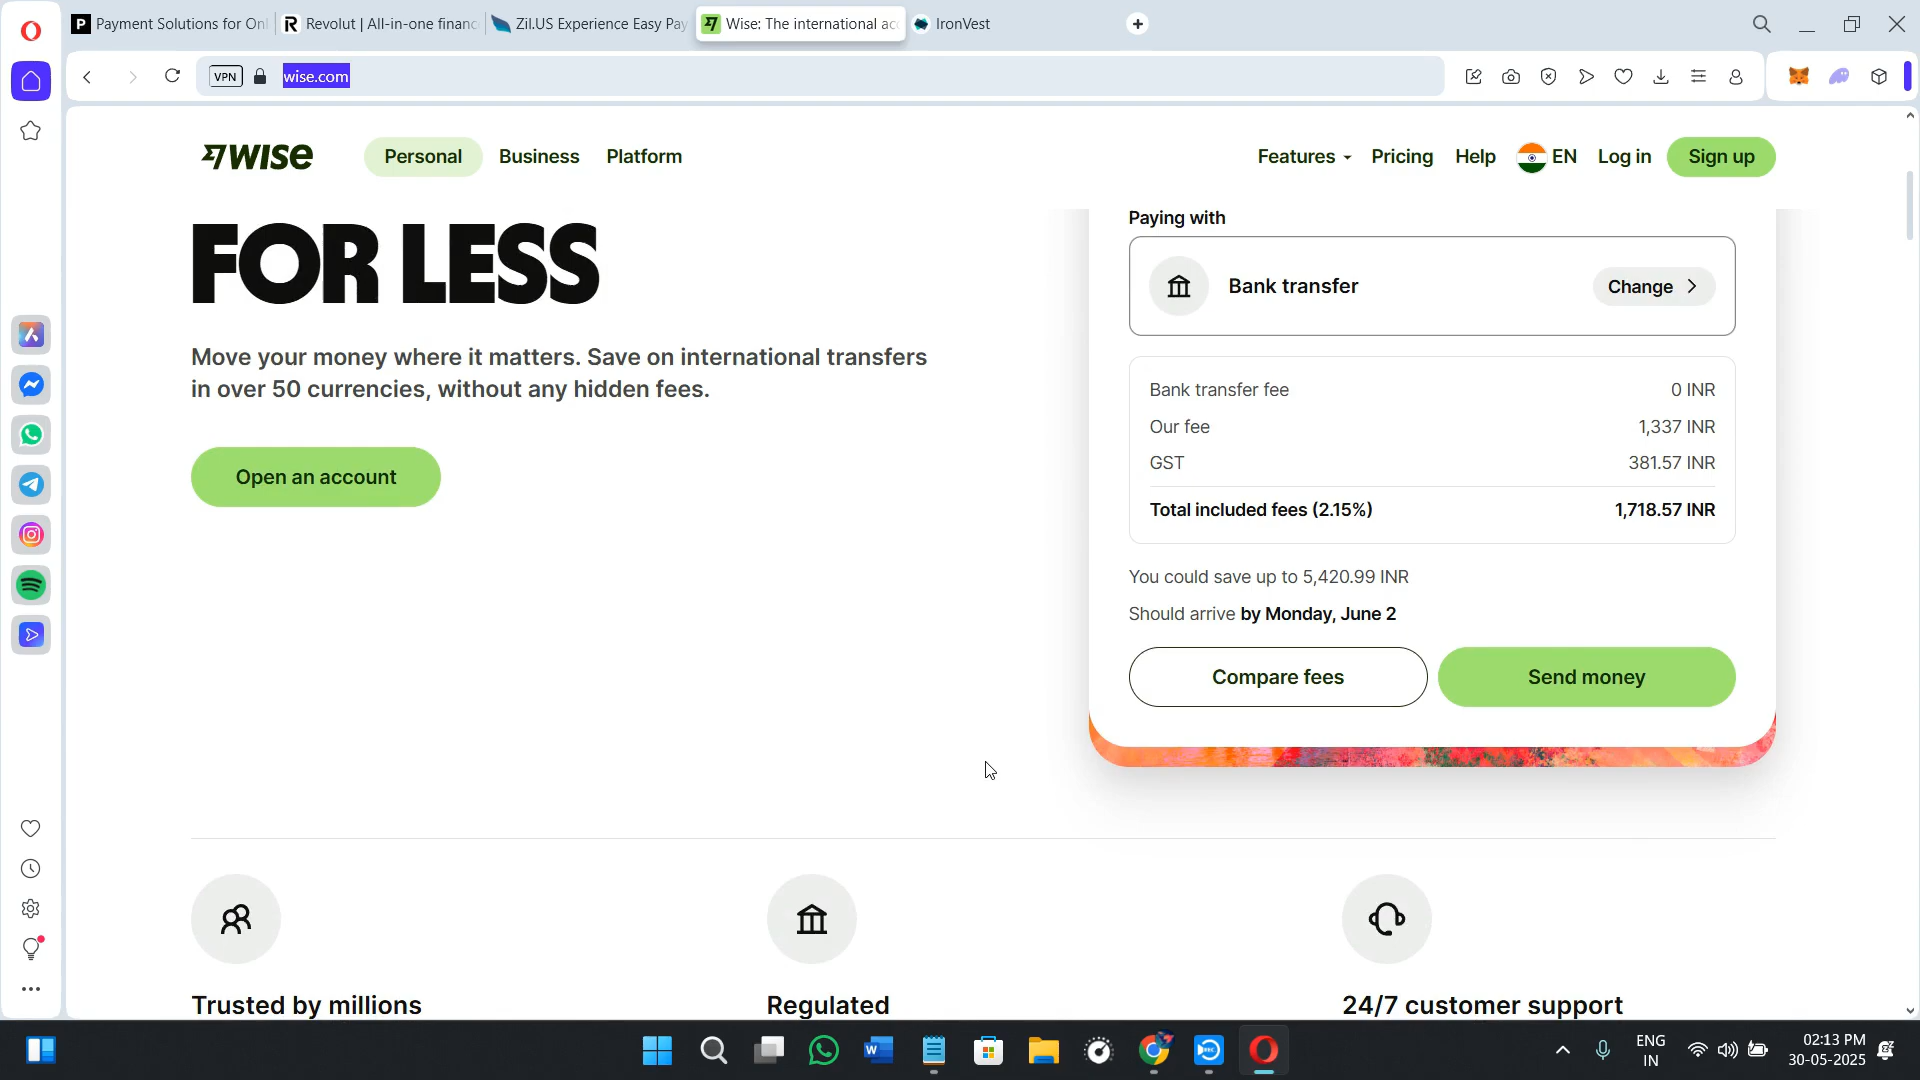 Payment Solutions for Onl
Revolut | All-in-one financ
Zil.US Experience Easy Pay
Wise: The international ac
IronVest
VPN
wise.com
WISE
Personal
Business
Platform
Features
Pricing
Help
EN
Log in
Sign up
FOR LESS
Move your money where it matters. Save on international transfers
in over 50 currencies, without any hidden fees.
Open an account
Paying with
Bank transfer
Change
Bank transfer fee
0 INR
Our fee
1,337 INR
GST
381.57 INR
Total included fees (2.15%)
1,718.57 INR
You could save up to 5,420.99 INR
Should arrive by Monday, June 2
Compare fees
Send money
Trusted by millions
Regulated
24/7 customer support
ENG
IN
02:13 PM
30-05-2025